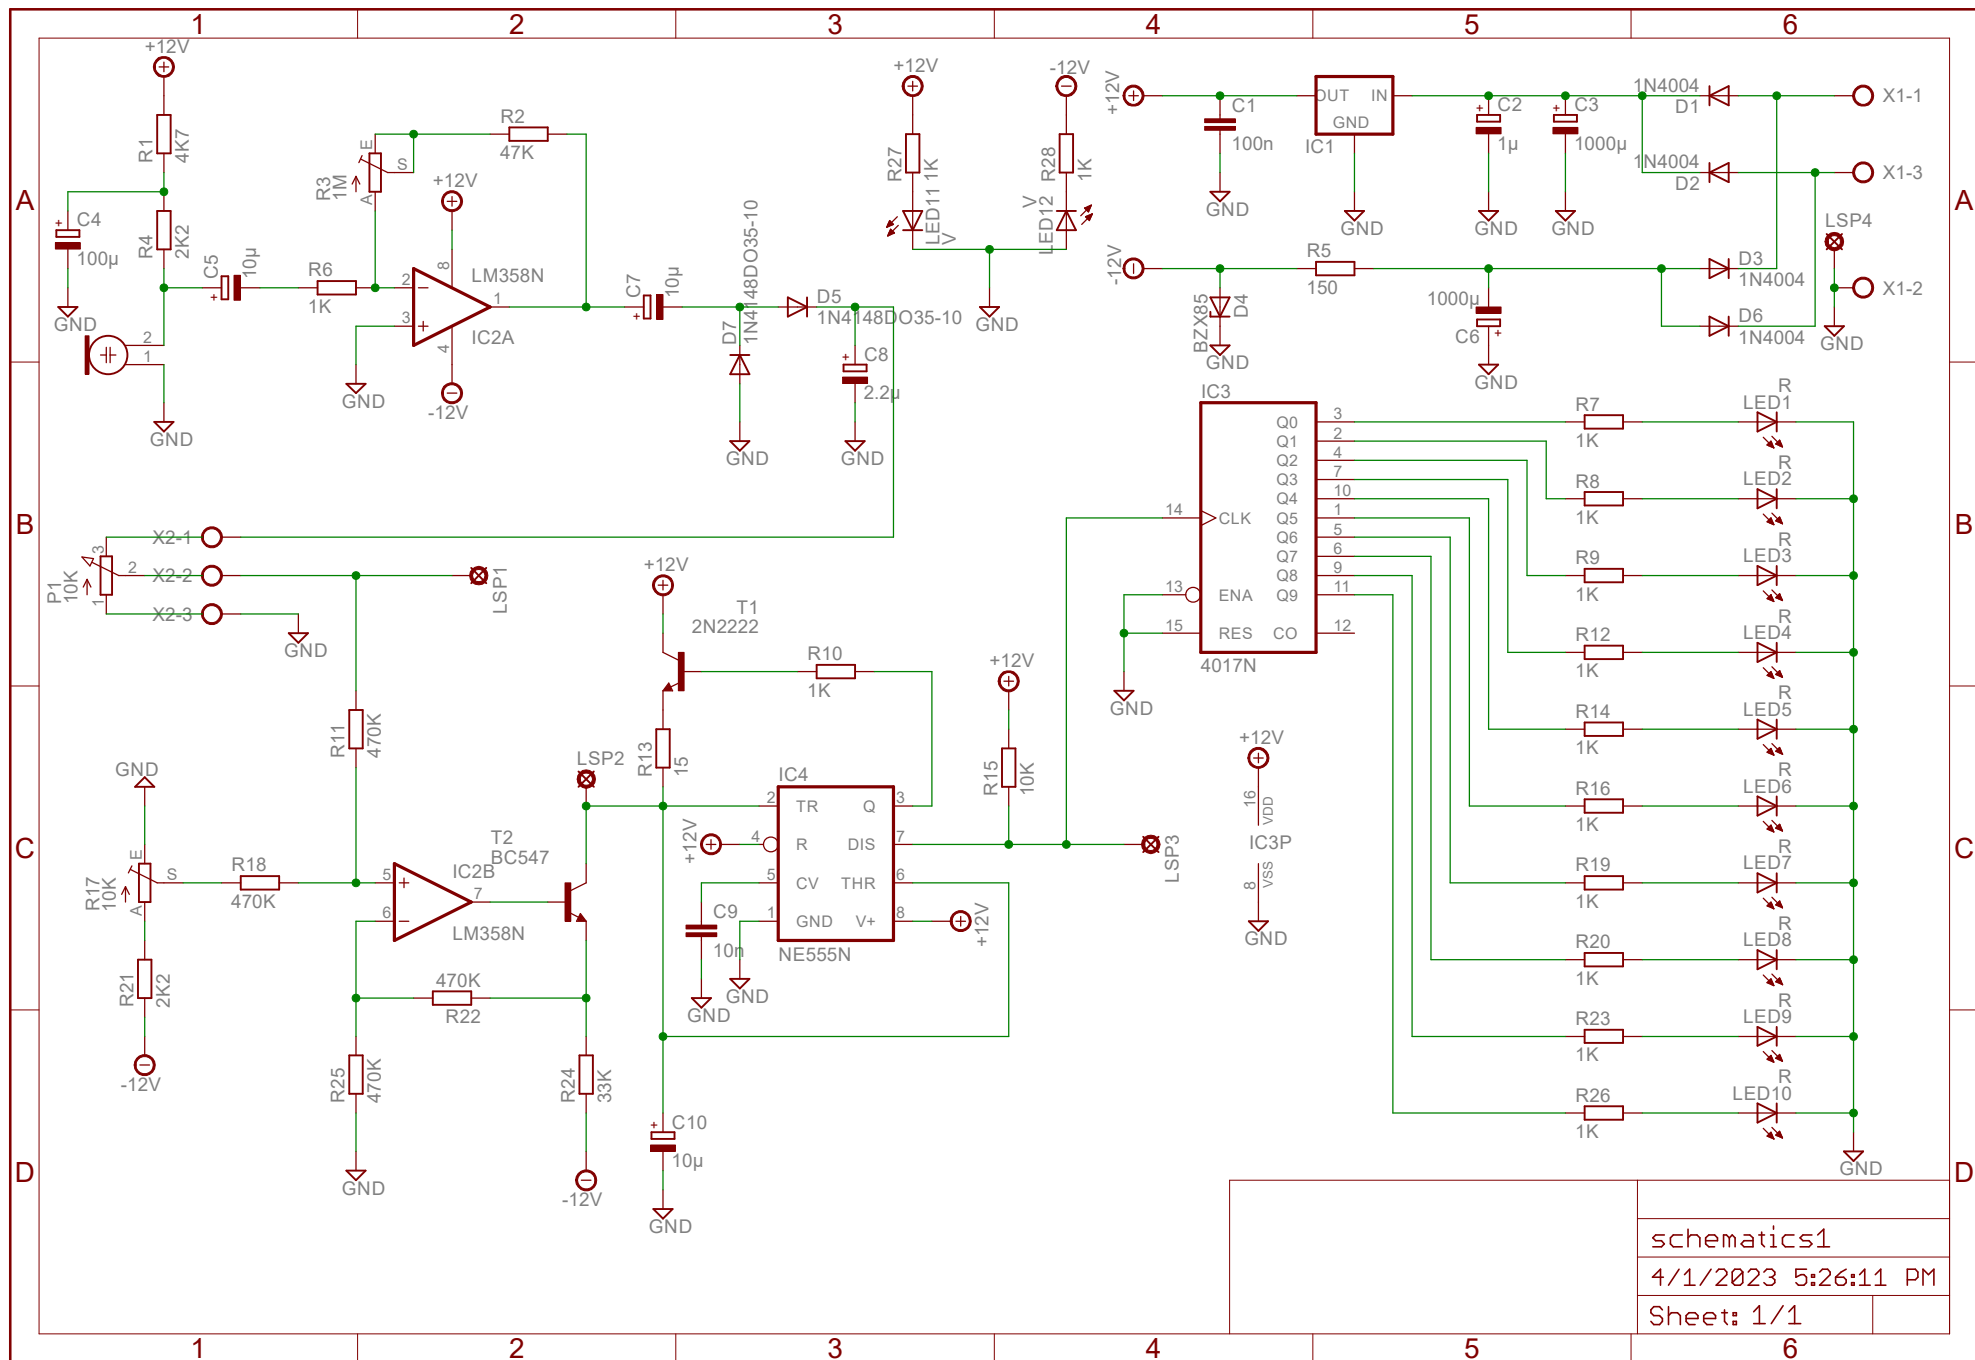 1 2 3 4 5 6
A A
B B
C C
D D
+12V
R1
4K7
C4
100µ
GND
R4
2K2
C5
10µ
2
1
GND
R6
1K
R3
1M
E
S
A
R2
47K
+12V
8
2
3
1
4
LM358N
IC2A
-12V
GND
C7
10µ
D7
1N4148DO35-10
GND
D5
1N4148DO35-10
C8
2.2µ
GND
+12V
R27
1K
LED11
V
-12V
R28
1K
V
LED12
GND
+12V
C1
100n
GND
OUT IN
GND
IC1
GND
C2
1µ
GND
C3
1000µ
GND
1N4004
D1
1N4004
D2
X1-1
X1-3
LSP4
X1-2
GND
D3
1N4004
D6
1N4004
-12V
BZX85
D4
GND
R5
150
1000µ
C6
GND
P1
10K
3
2
1
X2-1
X2-2
X2-3
GND
LSP1
R11
470K
GND
R17
10K
E
S
A
R18
470K
R21
2K2
-12V
5
6
7
IC2B
LM358N
T2
BC547
470K
R22
R25
470K
GND
R24
33K
-12V
LSP2
+12V
T1
2N2222
R13
15
R10
1K
IC4
2 TR Q 3
4 R DIS 7
5 CV THR 6
1 GND V+ 8
NE555N
+12V
+12V
C9
10n
GND
GND
C10
10µ
GND
+12V
R15
10K
LSP3
IC3
14 CLK
13 ENA
15 RES
CO 12
4017N
Q0 3
Q1 2
Q2 4
Q3 7
Q4 10
Q5 1
Q6 5
Q7 6
Q8 9
Q9 11
GND
+12V
16
VDD
IC3P
8
VSS
GND
R7
1K
R
LED1
R8
1K
R
LED2
R9
1K
R
LED3
R12
1K
R
LED4
R14
1K
R
LED5
R16
1K
R
LED6
R19
1K
R
LED7
R20
1K
R
LED8
R23
1K
R
LED9
R26
1K
R
LED10
GND
schematics1
4/1/2023 5:26:11 PM
Sheet: 1/1
1 2 3 4 5 6